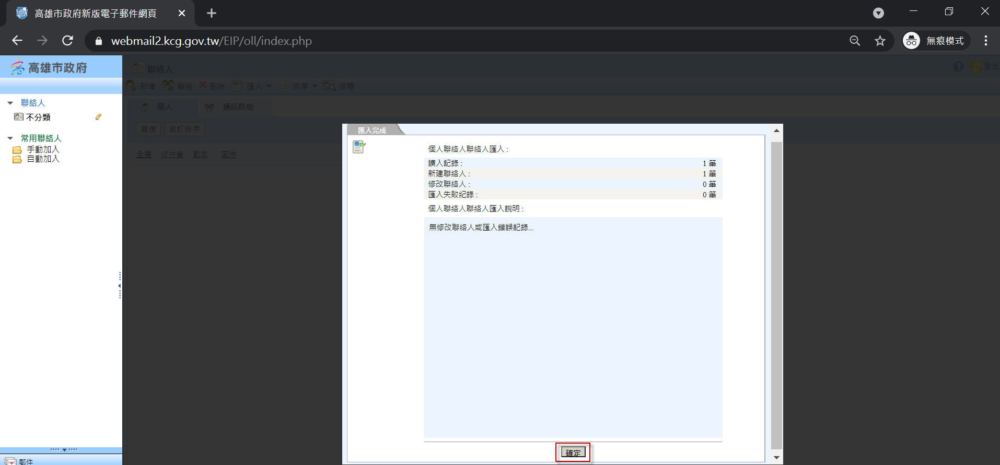 高雄市政府新版電子郵件網頁
webmail2.kcg.gov.tw/EIP/oll/index.php
無痕模式
高雄市政府
聯絡人
登出
新增 群組 刪除 匯入 排序 搜尋
聯絡人
不分類
常用聯絡人
手動加入
自動加入
個人 通訊群組
寫信 自訂排序
全選 收件者 副本 密件
匯入完成
個人聯絡人聯絡人匯入 :
讀入記錄 : 1 筆
新建聯絡人 : 1 筆
修改聯絡人 : 0 筆
匯入失敗紀錄 : 0 筆
個人聯絡人聯絡人匯入說明 :
無修改聯絡人或匯入錯誤記錄...
確定
郵件